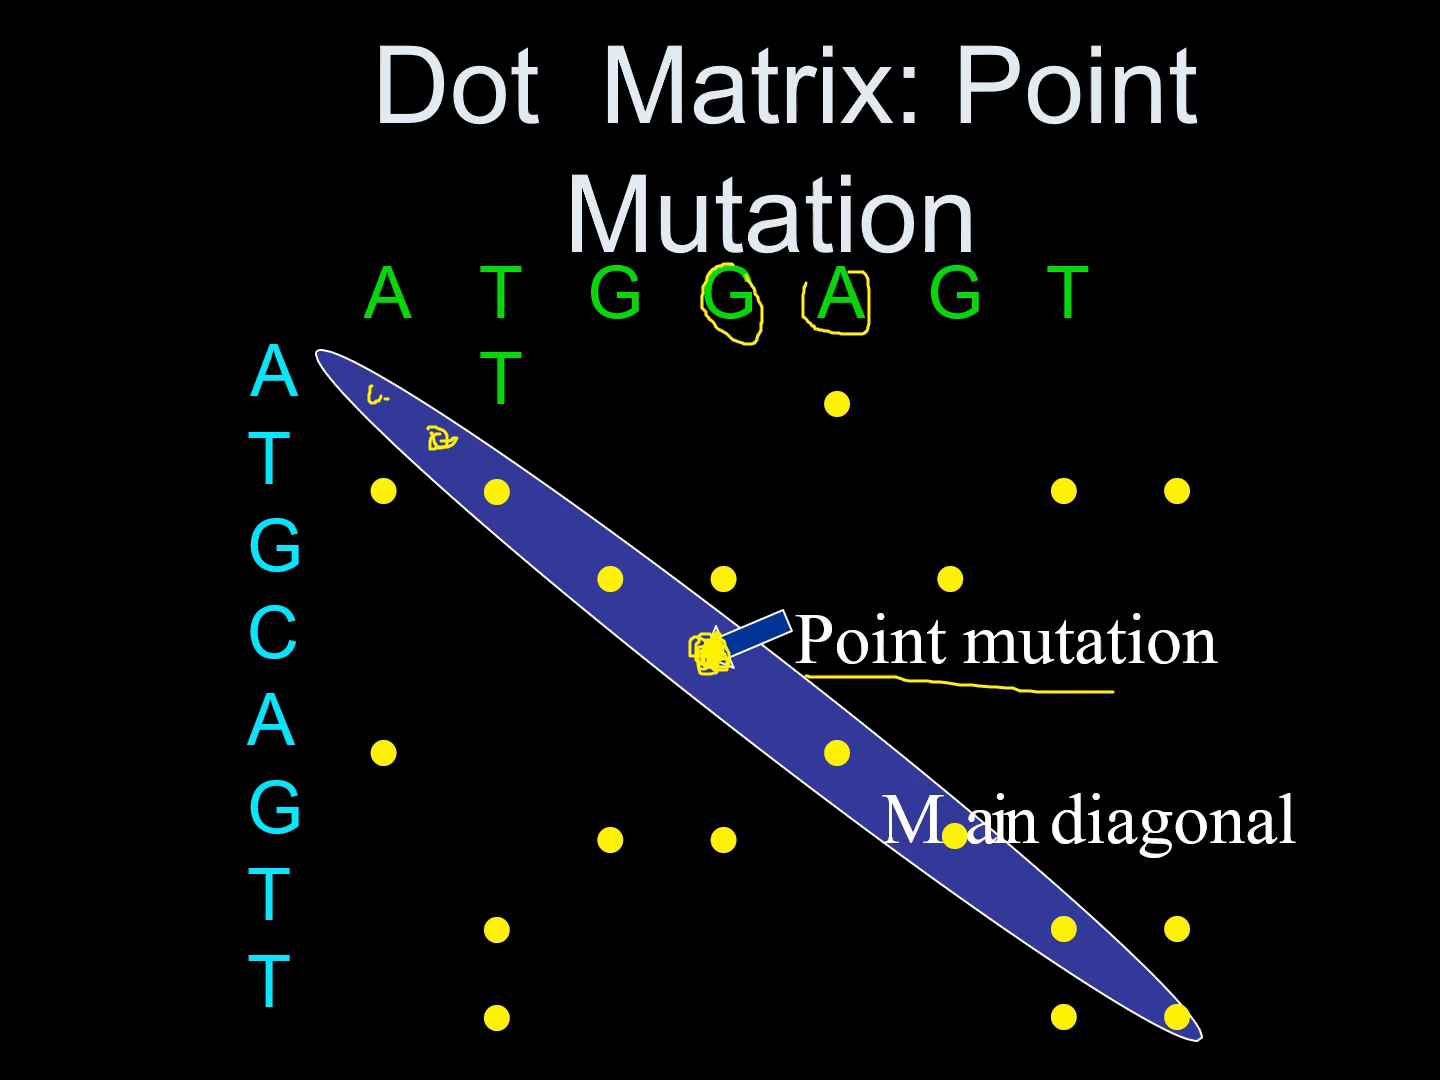 Dot Matrix: Point
Mutation
A T G G A G T
T
A
T
G
C
A
G
T
T
Point mutation
Main diagonal